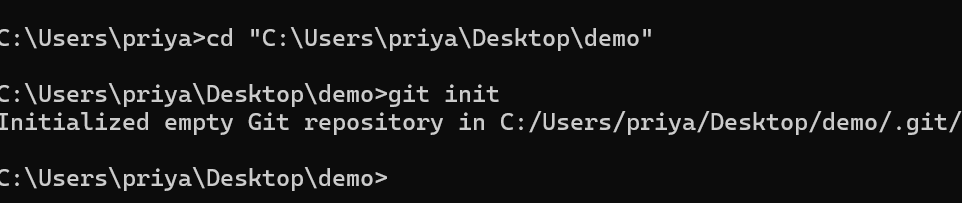 C:\Users\priya>cd "C:\Users\priya\Desktop\demo"
C:\Users\priya\Desktop\demo>git init
Initialized empty Git repository in C:/Users/priya/Desktop/demo/.git/
C:\Users\priya\Desktop\demo>